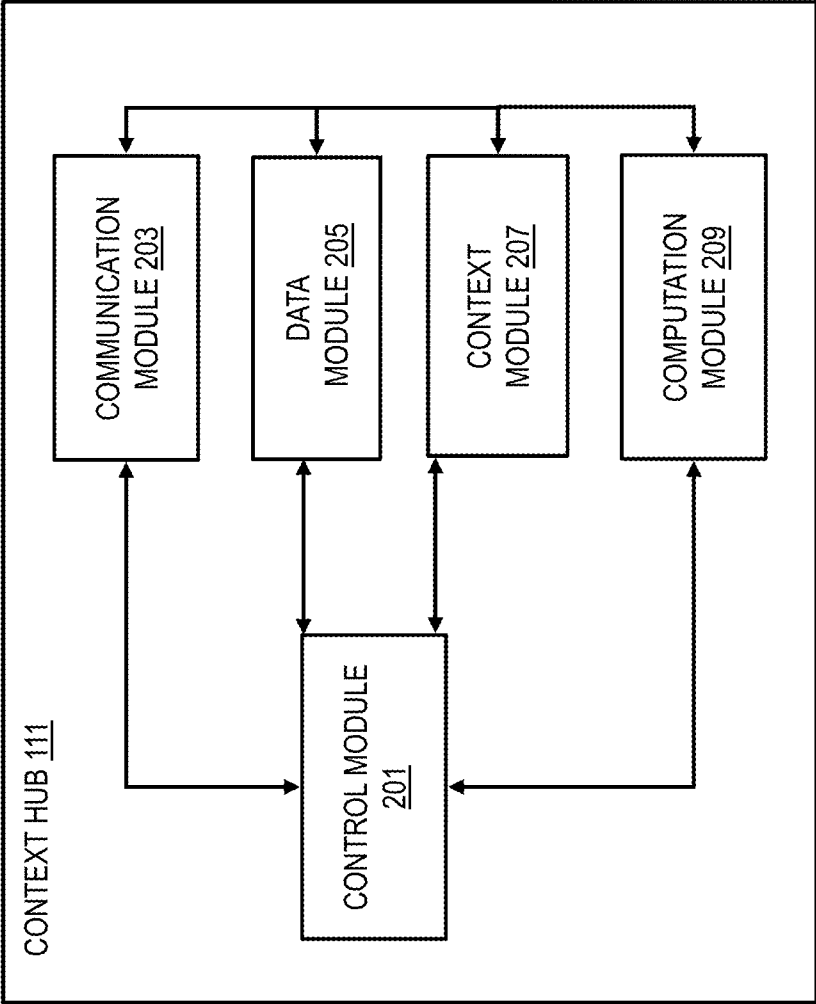 CONTEXT HUB 111
CONTROL MODULE
201
COMMUNICATION
MODULE 203
DATA
MODULE 205
CONTEXT
MODULE 207
COMPUTATION
MODULE 209